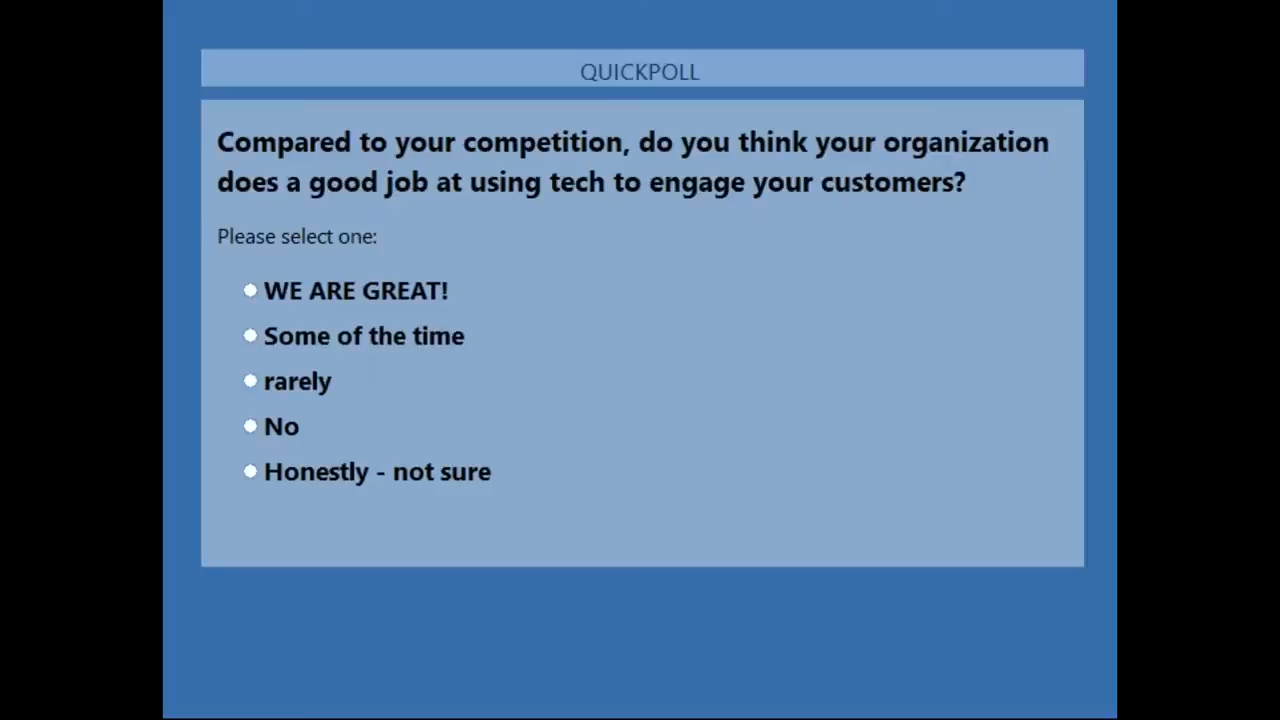 QUICKPOLL
Compared to your competition, do you think your organization
does a good job at using tech to engage your customers?
Please select one:
WE ARE GREAT!
Some of the time
rarely
No
Honestly - not sure